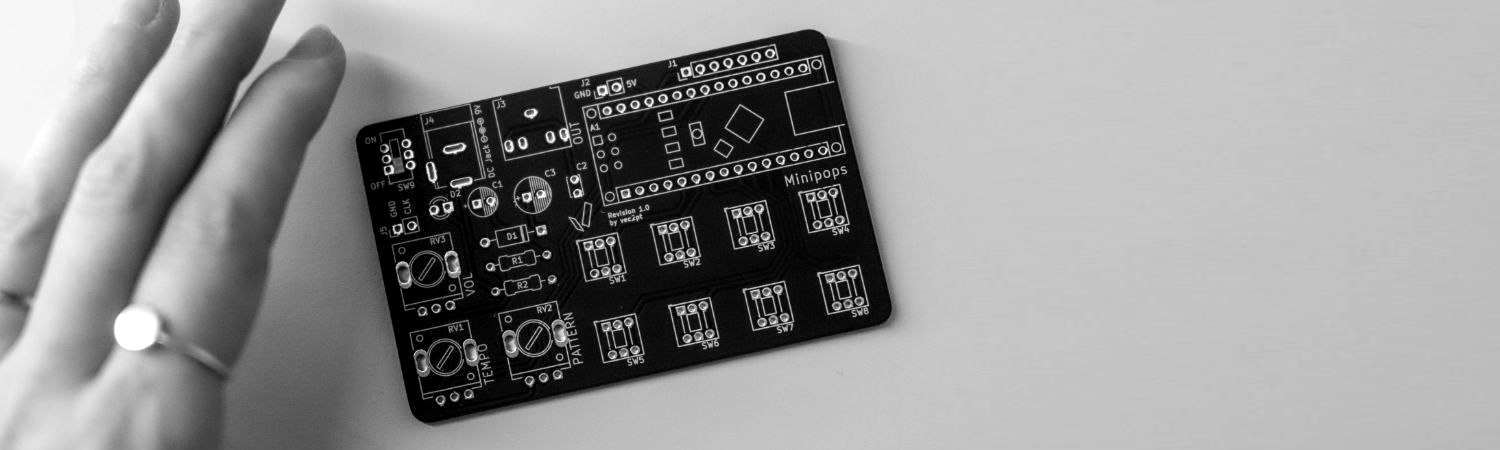 J1
J2
GND
5V
J3
OUT
J4
DC Jack
9V
ON
OFF
SW9
A1
C2
C3
C1
D2
GND
CLK
J5
Minipops
Revision 1.0
by vec2pt
D1
R1
R2
RV3
VOL
SW1
SW2
SW3
SW4
RV1
TEMPO
RV2
PATTERN
SW5
SW6
SW7
SW8